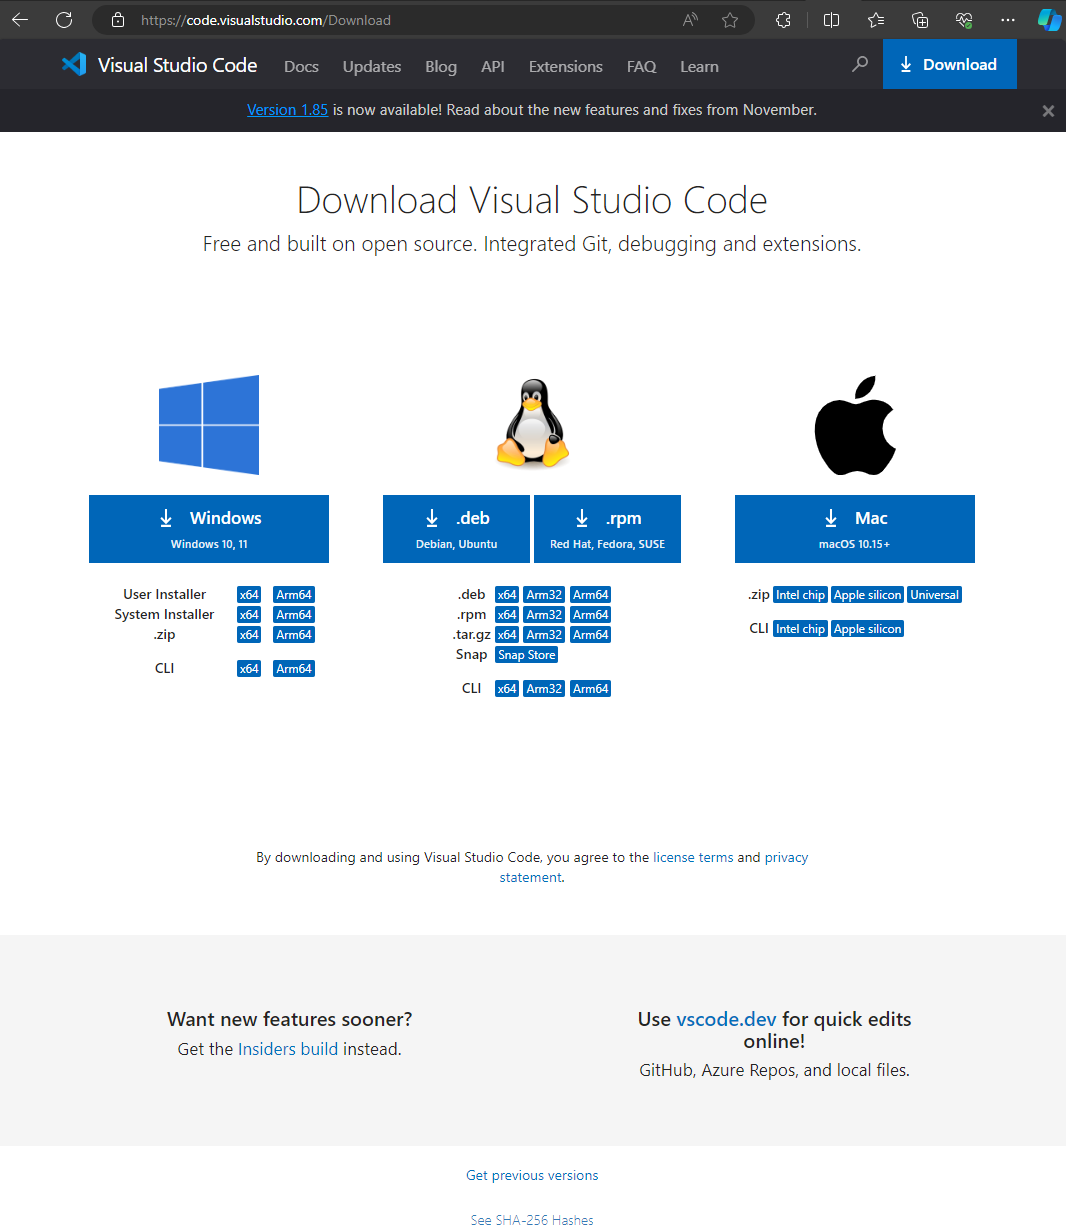 https://code.visualstudio.com/Download
Visual Studio Code Docs Updates Blog API Extensions FAQ Learn Download
Version 1.85 is now available! Read about the new features and fixes from November.
Download Visual Studio Code
Free and built on open source. Integrated Git, debugging and extensions.
Windows
Windows 10, 11
User Installer x64 Arm64
System Installer x64 Arm64
.zip x64 Arm64
CLI x64 Arm64
.deb
Debian, Ubuntu
.rpm
Red Hat, Fedora, SUSE
.deb x64 Arm32 Arm64
.rpm x64 Arm32 Arm64
.tar.gz x64 Arm32 Arm64
Snap Snap Store
CLI x64 Arm32 Arm64
Mac
macOS 10.15+
.zip Intel chip Apple silicon Universal
CLI Intel chip Apple silicon
By downloading and using Visual Studio Code, you agree to the license terms and privacy
statement.
Want new features sooner?
Get the Insiders build instead.
Use vscode.dev for quick edits
online!
GitHub, Azure Repos, and local files.
Get previous versions
See SHA-256 Hashes